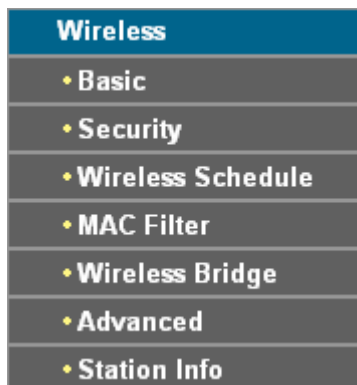 Wireless
• Basic
• Security
• Wireless Schedule
• MAC Filter
• Wireless Bridge
• Advanced
• Station Info